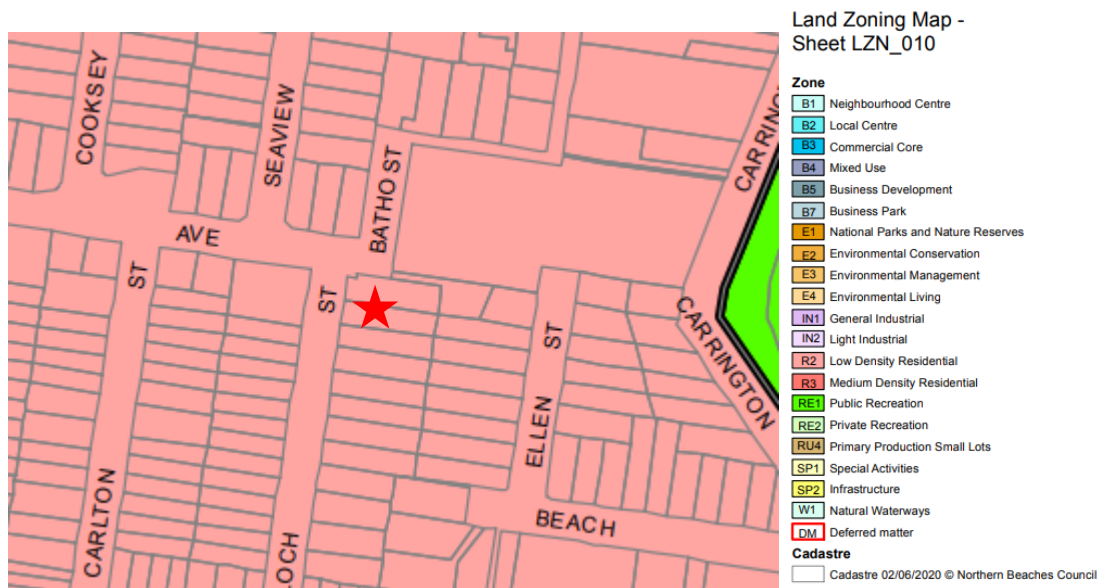 Land Zoning Map -
Sheet LZN_010
Zone
B1 Neighbourhood Centre
B2 Local Centre
B3 Commercial Core
B4 Mixed Use
B5 Business Development
B7 Business Park
E1 National Parks and Nature Reserves
E2 Environmental Conservation
E3 Environmental Management
E4 Environmental Living
IN1 General Industrial
IN2 Light Industrial
R2 Low Density Residential
R3 Medium Density Residential
RE1 Public Recreation
RE2 Private Recreation
RU4 Primary Production Small Lots
SP1 Special Activities
SP2 Infrastructure
W1 Natural Waterways
DM Deferred matter
Cadastre
Cadastre 02/06/2020 © Northern Beaches Council
COOKSEY
SEAVIEW
BATHO ST
CARRING
AVE
ST
ST
ST
CARRINGTON
ELLEN
CARLTON
LOCH
BEACH